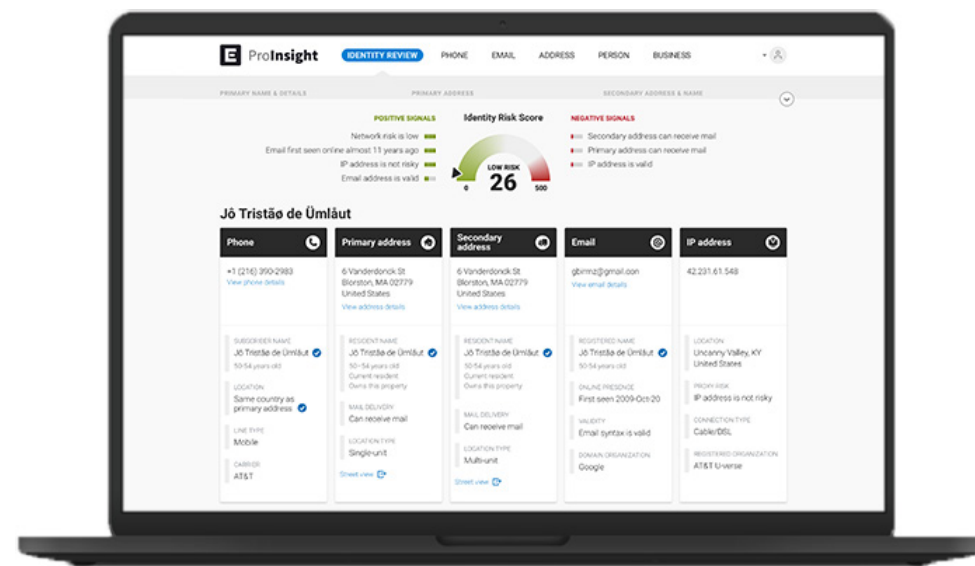 E ProInsight IDENTITY REVIEW PHONE EMAIL ADDRESS PERSON BUSINESS
PRIMARY NAME & DETAILS PRIMARY ADDRESS SECONDARY ADDRESS & NAME
POSITIVE SIGNALS Identity Risk Score NEGATIVE SIGNALS
Network risk is low
Email first seen online almost 11 years ago
IP address is not risky
Email address is valid
LOW RISK
26
0 500
Secondary address can receive mail
Primary address can receive mail
IP address is valid
Jô Tristãø de Ümlåut
Phone
+1 (216) 390-2983
View phone details
SUBSCRIBER NAME
Jô Tristãø de Ümlåut
50-54 years old
LOCATION
Same country as
primary address
LINE TYPE
Mobile
CARRIER
AT&T
Primary address
6 Vanderdonck St
Blorston, MA 02779
United States
View address details
RESIDENT NAME
Jô Tristãø de Ümlåut
50-54 years old
Current resident
Owns this property
MAIL DELIVERY
Can receive mail
LOCATION TYPE
Single-unit
Street view
Secondary
address
6 Vanderdonck St
Blorston, MA 02779
United States
View address details
RESIDENT NAME
Jô Tristãø de Ümlåut
50-54 years old
Current resident
Owns this property
MAIL DELIVERY
Can receive mail
LOCATION TYPE
Multi-unit
Street view
Email
gbirmz@gmail.con
View email details
REGISTERED NAME
Jô Tristãø de Ümlåut
50-54 years old
ONLINE PRESENCE
First seen 2009-Oct-20
VALIDITY
Email syntax is valid
DOMAIN ORGANIZATION
Google
IP address
42.231.61.548
LOCATION
Uncanny Valley, KY
United States
PROXY RISK
IP address is not risky
CONNECTION TYPE
Cable/DSL
REGISTERED ORGANIZATION
AT&T U-verse